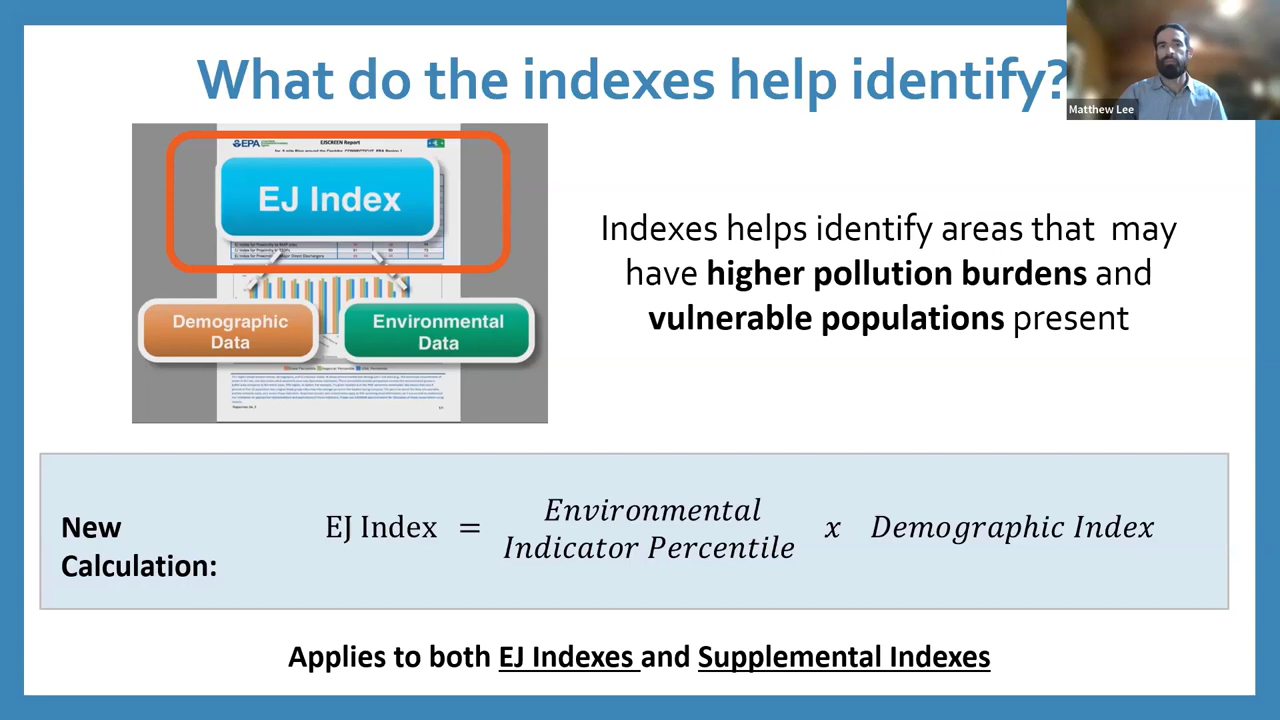 What do the indexes help identify?
Matthew Lee
EPA
EJSCREEN Report
EJ Index
Demographic
Data
Environmental
Data
Indexes helps identify areas that may
have higher pollution burdens and
vulnerable populations present
New
Calculation:
EJ Index = Environmental
Indicator Percentile x Demographic Index
Applies to both EJ Indexes and Supplemental Indexes